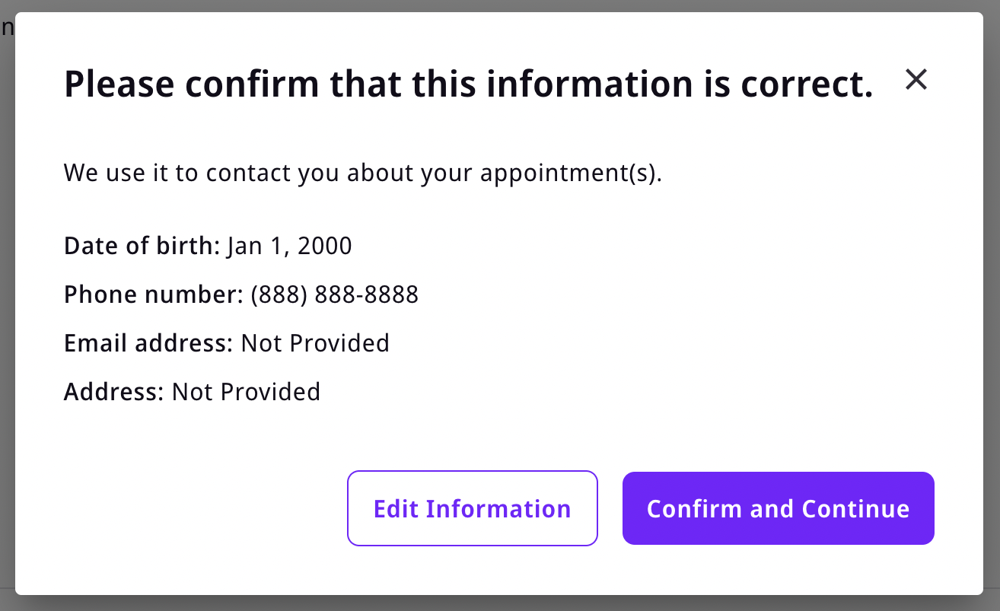 n
Please confirm that this information is correct.
We use it to contact you about your appointment(s).
Date of birth: Jan 1, 2000
Phone number: (888) 888-8888
Email address: Not Provided
Address: Not Provided
Edit Information
Confirm and Continue